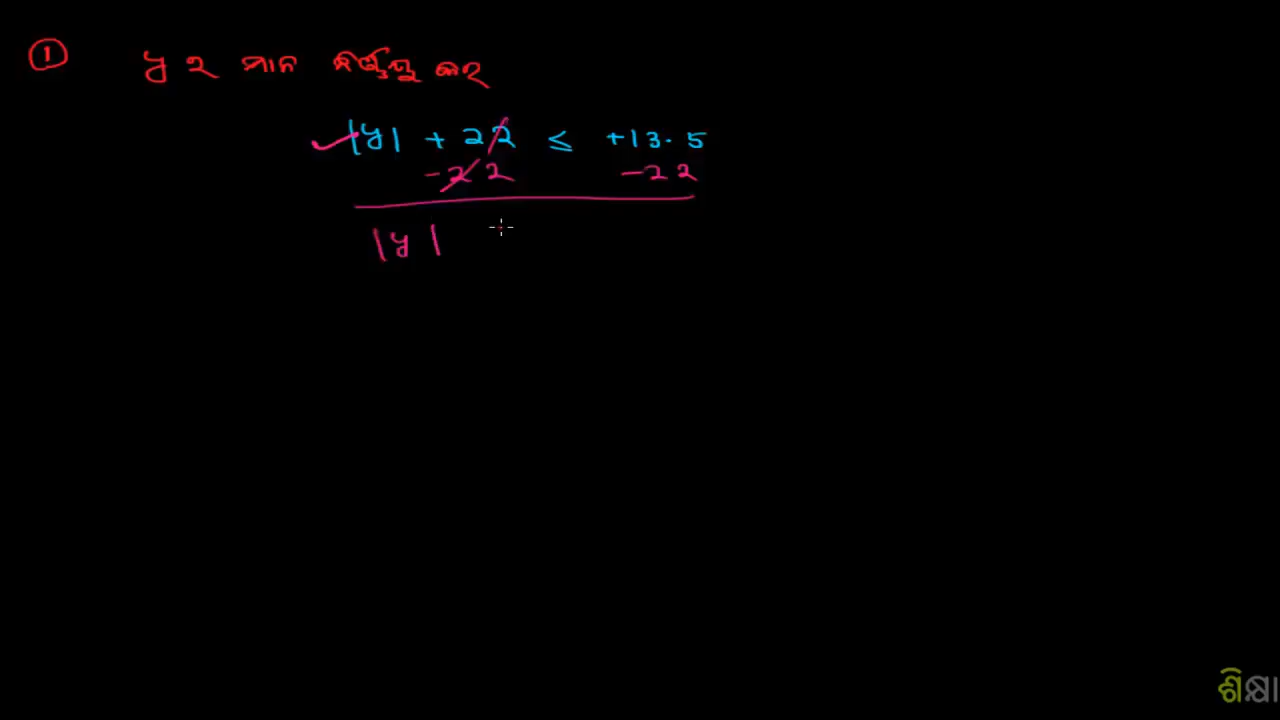 ① y ର ମାନ ନିର୍ଣ୍ଣୟ କର
|y| + 22 ≤ +13.5
-22 -22
|y|
ଶିକ୍ଷା